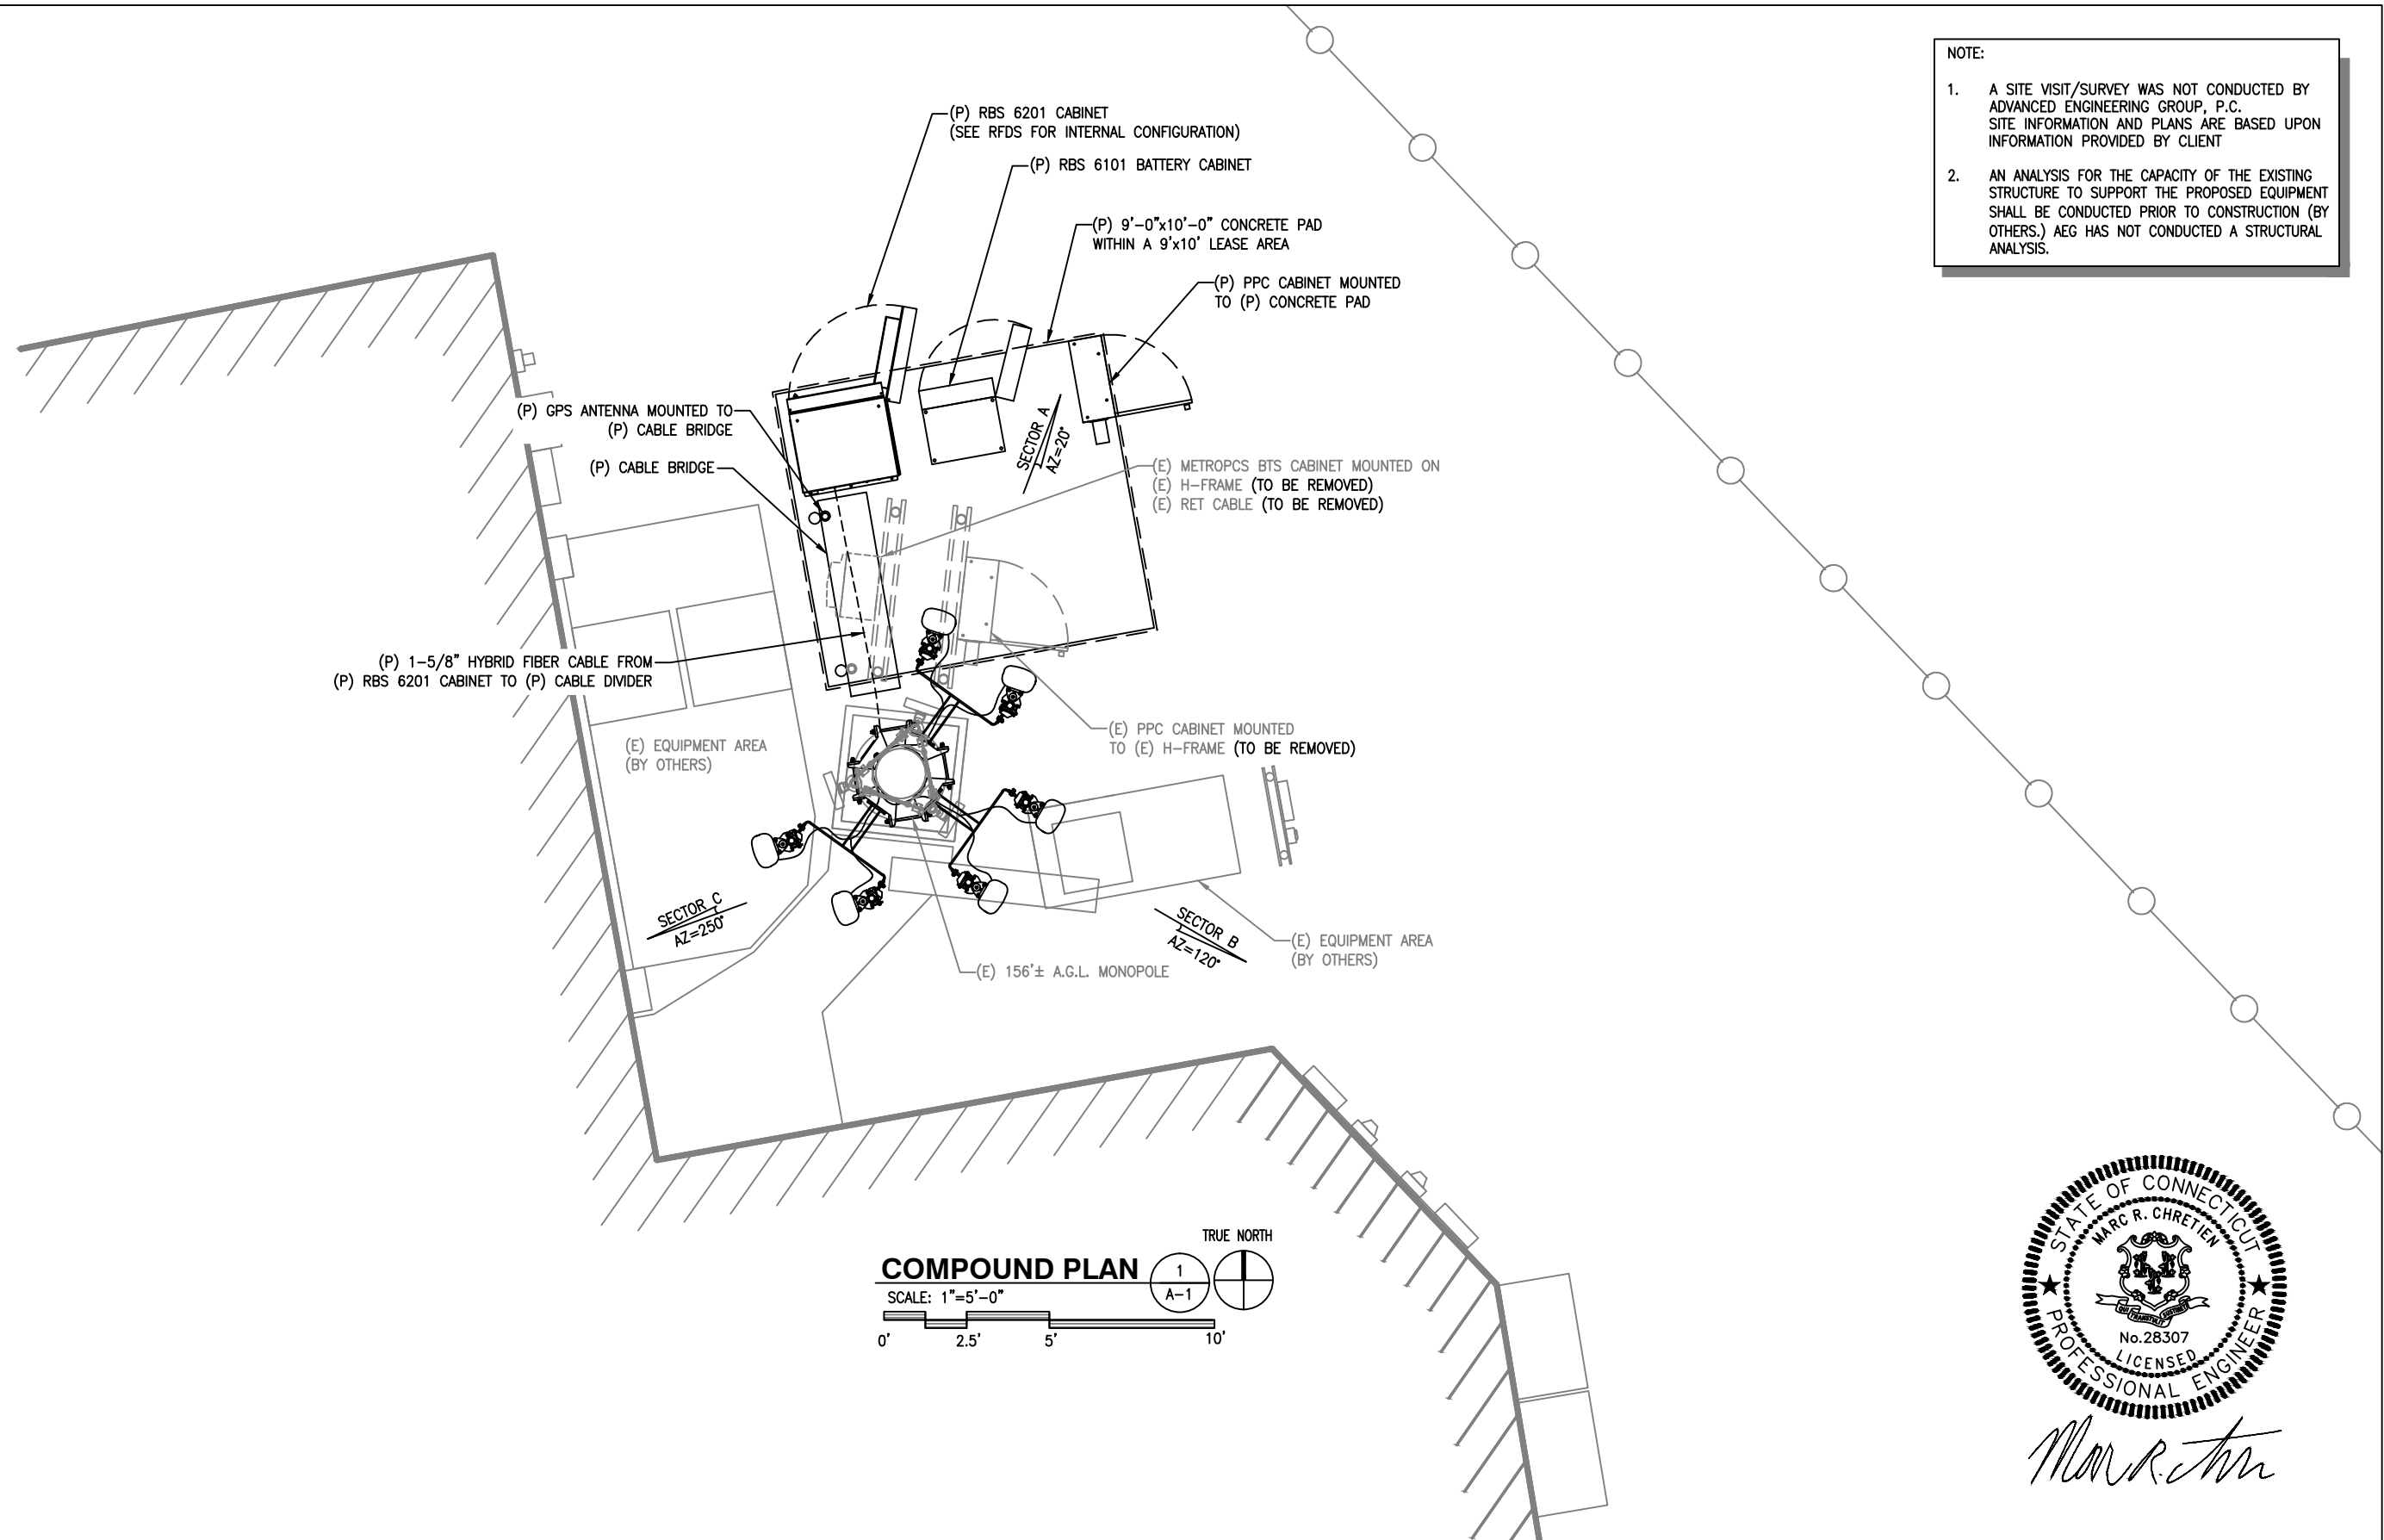 NOTE:
1. A SITE VISIT/SURVEY WAS NOT CONDUCTED BY
ADVANCED ENGINEERING GROUP, P.C.
SITE INFORMATION AND PLANS ARE BASED UPON
INFORMATION PROVIDED BY CLIENT
2. AN ANALYSIS FOR THE CAPACITY OF THE EXISTING
STRUCTURE TO SUPPORT THE PROPOSED EQUIPMENT
SHALL BE CONDUCTED PRIOR TO CONSTRUCTION (BY
OTHERS.) AEG HAS NOT CONDUCTED A STRUCTURAL
ANALYSIS.
(P) RBS 6201 CABINET
(SEE RFDS FOR INTERNAL CONFIGURATION)
(P) RBS 6101 BATTERY CABINET
(P) 9'-0"x10'-0" CONCRETE PAD
WITHIN A 9'x10' LEASE AREA
(P) PPC CABINET MOUNTED
TO (P) CONCRETE PAD
(P) GPS ANTENNA MOUNTED TO
(P) CABLE BRIDGE
(P) CABLE BRIDGE
SECTOR A
AZ=20°
(E) METROPCS BTS CABINET MOUNTED ON
(E) H-FRAME (TO BE REMOVED)
(E) RET CABLE (TO BE REMOVED)
(P) 1-5/8" HYBRID FIBER CABLE FROM
(P) RBS 6201 CABINET TO (P) CABLE DIVIDER
(E) EQUIPMENT AREA
(BY OTHERS)
(E) PPC CABINET MOUNTED
TO (E) H-FRAME (TO BE REMOVED)
SECTOR C
AZ=250°
SECTOR B
AZ=120°
(E) EQUIPMENT AREA
(BY OTHERS)
(E) 156'± A.G.L. MONOPOLE
COMPOUND PLAN
SCALE: 1"=5'-0"
0' 2.5' 5' 10'
1
A-1
TRUE NORTH
STATE OF CONNECTICUT
MARC R. CHRETIEN
QUI TRANSTULIT SUSTINET
No.28307
LICENSED
PROFESSIONAL ENGINEER